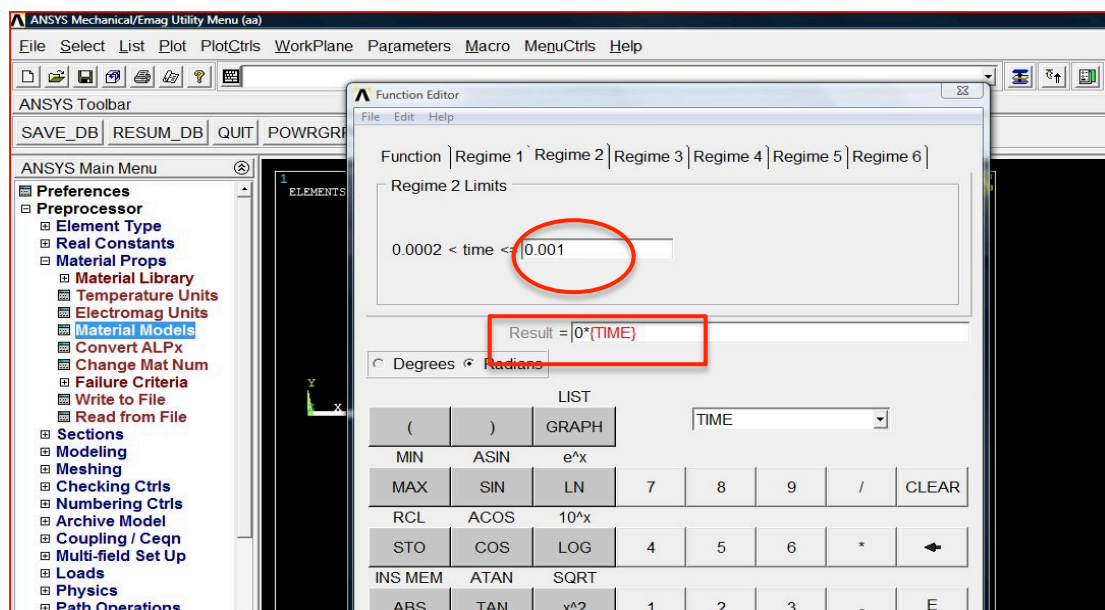 ANSYS Mechanical/Emag Utility Menu (aa)
File Select List Plot PlotCtrls WorkPlane Parameters Macro MenuCtrls Help
ANSYS Toolbar
SAVE_DB RESUM_DB QUIT POWRGR
ANSYS Main Menu
Preferences
Preprocessor
Element Type
Real Constants
Material Props
Material Library
Temperature Units
Electromag Units
Material Models
Convert ALPx
Change Mat Num
Failure Criteria
Write to File
Read from File
Sections
Modeling
Meshing
Checking Ctrls
Numbering Ctrls
Archive Model
Coupling / Ceqn
Multi-field Set Up
Loads
Physics
Path Operations
1
ELEMENTS
Y
X
Function Editor
File Edit Help
Function Regime 1 Regime 2 Regime 3 Regime 4 Regime 5 Regime 6
Regime 2 Limits
0.0002 < time <= 0.001
Result = 0*{TIME}
Degrees Radians
LIST
( ) GRAPH TIME
MIN ASIN e^x
MAX SIN LN 7 8 9 / CLEAR
RCL ACOS 10^x
STO COS LOG 4 5 6 *
INS MEM ATAN SQRT
ABS TAN x^2 1 2 3 - E